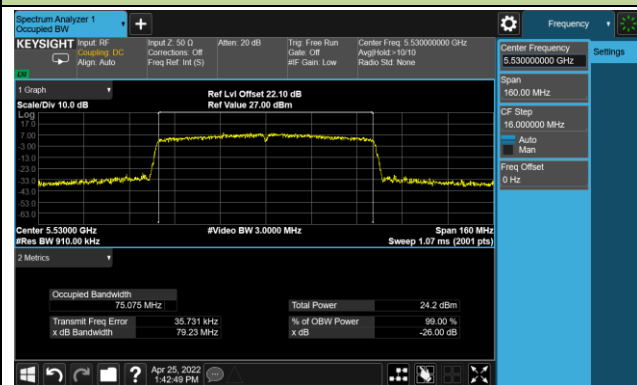 Spectrum Analyzer 1
Occupied BW
Frequency
KEYSIGHT
Input: RF
Coupling: DC
Align: Auto
Input Z: 50 Ω
Corrections: Off
Freq Ref: Int (S)
Atten: 20 dB
Trig: Free Run
Gate: Off
#IF Gain: Low
Center Freq: 5.530000000 GHz
Avg|Hold:>10/10
Radio Std: None
Center Frequency
5.530000000 GHz
Settings
Span
160.00 MHz
CF Step
16.000000 MHz
Auto
Man
Freq Offset
0 Hz
1 Graph
Scale/Div 10.0 dB
Ref Lvl Offset 22.10 dB
Ref Value 27.00 dBm
Log
17.0
7.00
-3.00
-13.0
-23.0
-33.0
-43.0
-53.0
-63.0
Center 5.53000 GHz
#Res BW 910.00 kHz
#Video BW 3.0000 MHz
Span 160 MHz
Sweep 1.07 ms (2001 pts)
2 Metrics
Occupied Bandwidth
75.075 MHz
Total Power 24.2 dBm
Transmit Freq Error 35.731 kHz
% of OBW Power 99.00 %
x dB Bandwidth 79.23 MHz
x dB -26.00 dB
?
Apr 25, 2022
1:42:49 PM